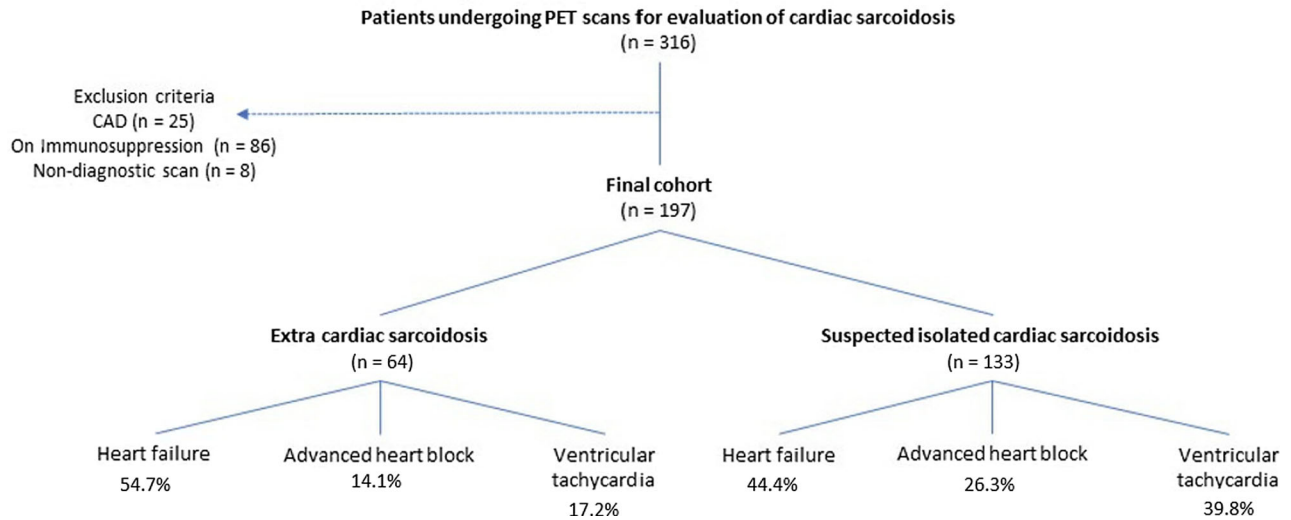 Patients undergoing PET scans for evaluation of cardiac sarcoidosis
(n = 316)
Exclusion criteria
CAD (n = 25)
On Immunosuppression (n = 86)
Non-diagnostic scan (n = 8)
Final cohort
(n = 197)
Extra cardiac sarcoidosis
(n = 64)
Suspected isolated cardiac sarcoidosis
(n = 133)
Heart failure
54.7%
Advanced heart block
14.1%
Ventricular
tachycardia
17.2%
Heart failure
44.4%
Advanced heart block
26.3%
Ventricular
tachycardia
39.8%